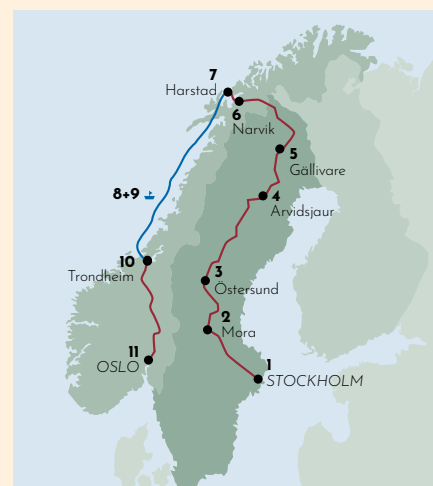 7
Harstad
6
Narvik
5
Gällivare
8+9
4
Arvidsjaur
10
Trondheim
3
Östersund
2
Mora
11
OSLO
1
STOCKHOLM